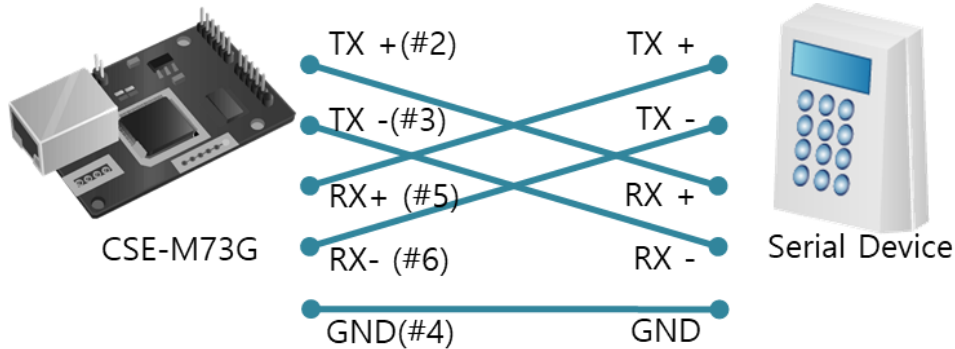 TX +(#2) TX +
TX -(#3) TX -
RX+ (#5) RX +
CSE-M73G RX- (#6) RX - Serial Device
GND(#4) GND